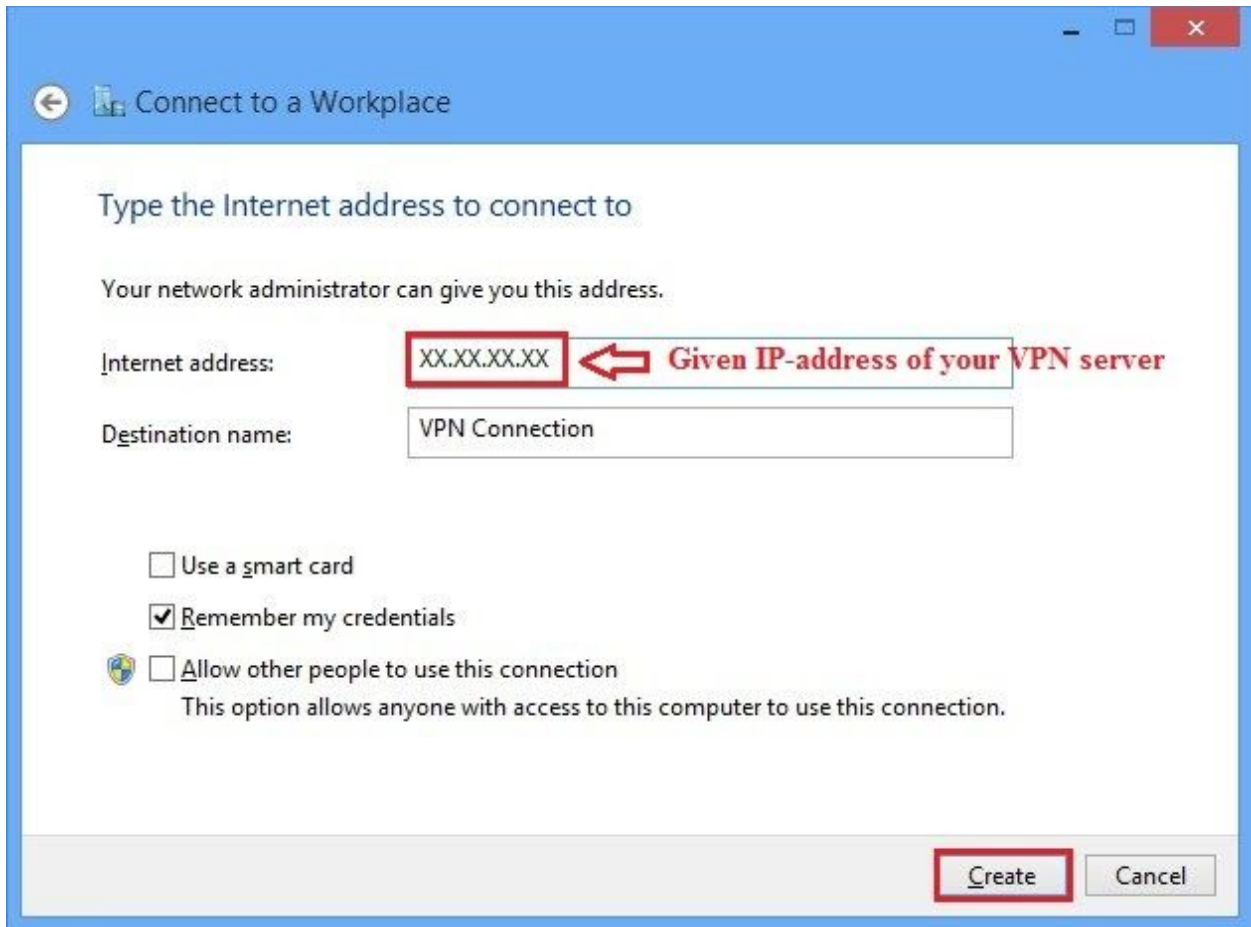 Connect to a Workplace
Type the Internet address to connect to
Your network administrator can give you this address.
Internet address: XX.XX.XX.XX Given IP-address of your VPN server
Destination name: VPN Connection
Use a smart card
Remember my credentials
Allow other people to use this connection
This option allows anyone with access to this computer to use this connection.
Create Cancel